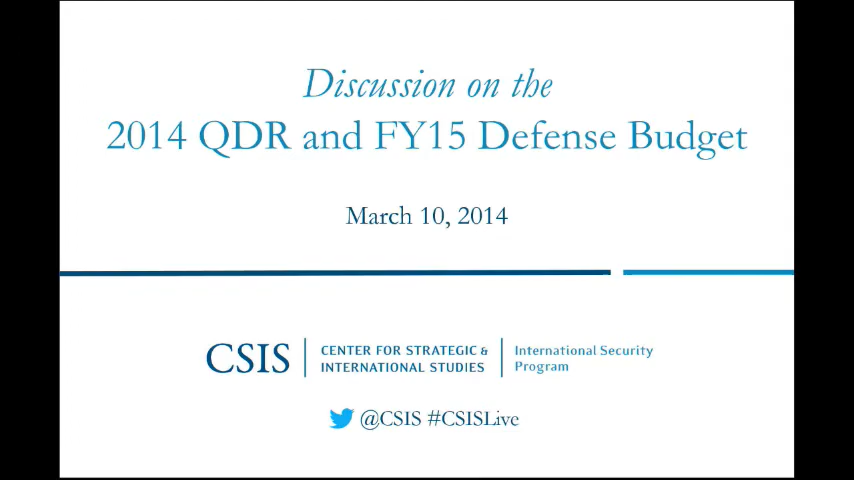 Discussion on the
2014 QDR and FY15 Defense Budget
March 10, 2014
CSIS
CENTER FOR STRATEGIC &
INTERNATIONAL STUDIES
International Security
Program
@CSIS #CSISLive